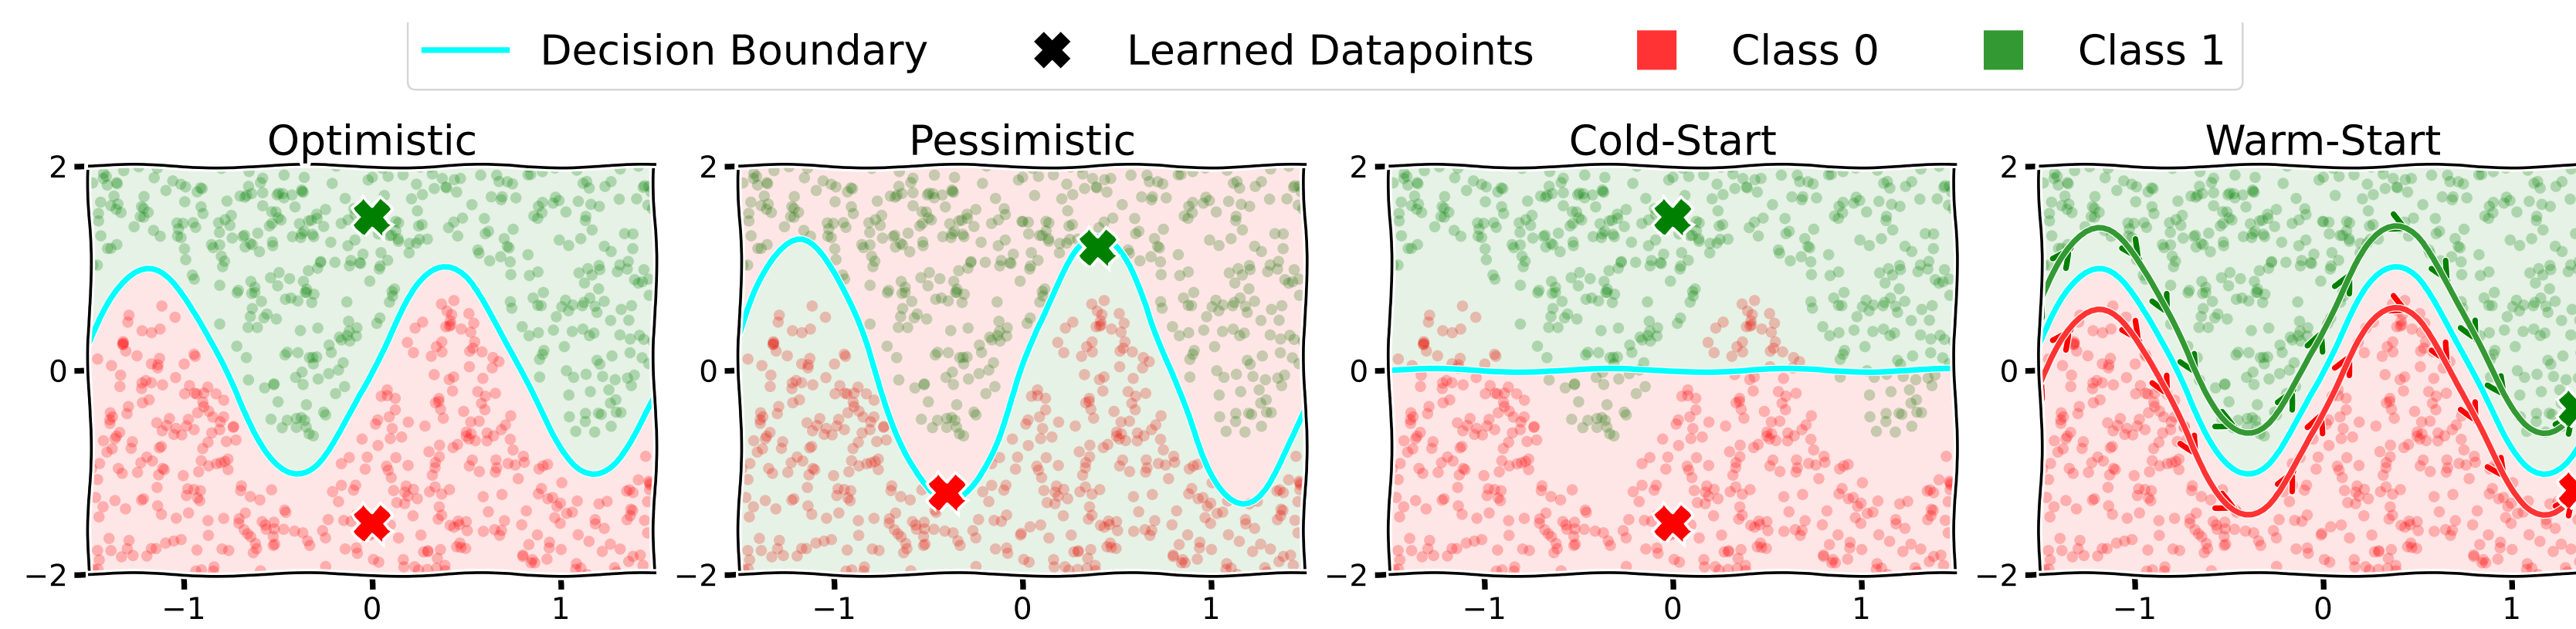 Decision Boundary Learned Datapoints Class 0 Class 1
Optimistic Pessimistic Cold-Start Warm-Start
2 2 2 2
0 0 0 0
−2 −2 −2 −2
−1 0 1 −1 0 1 −1 0 1 −1 0 1